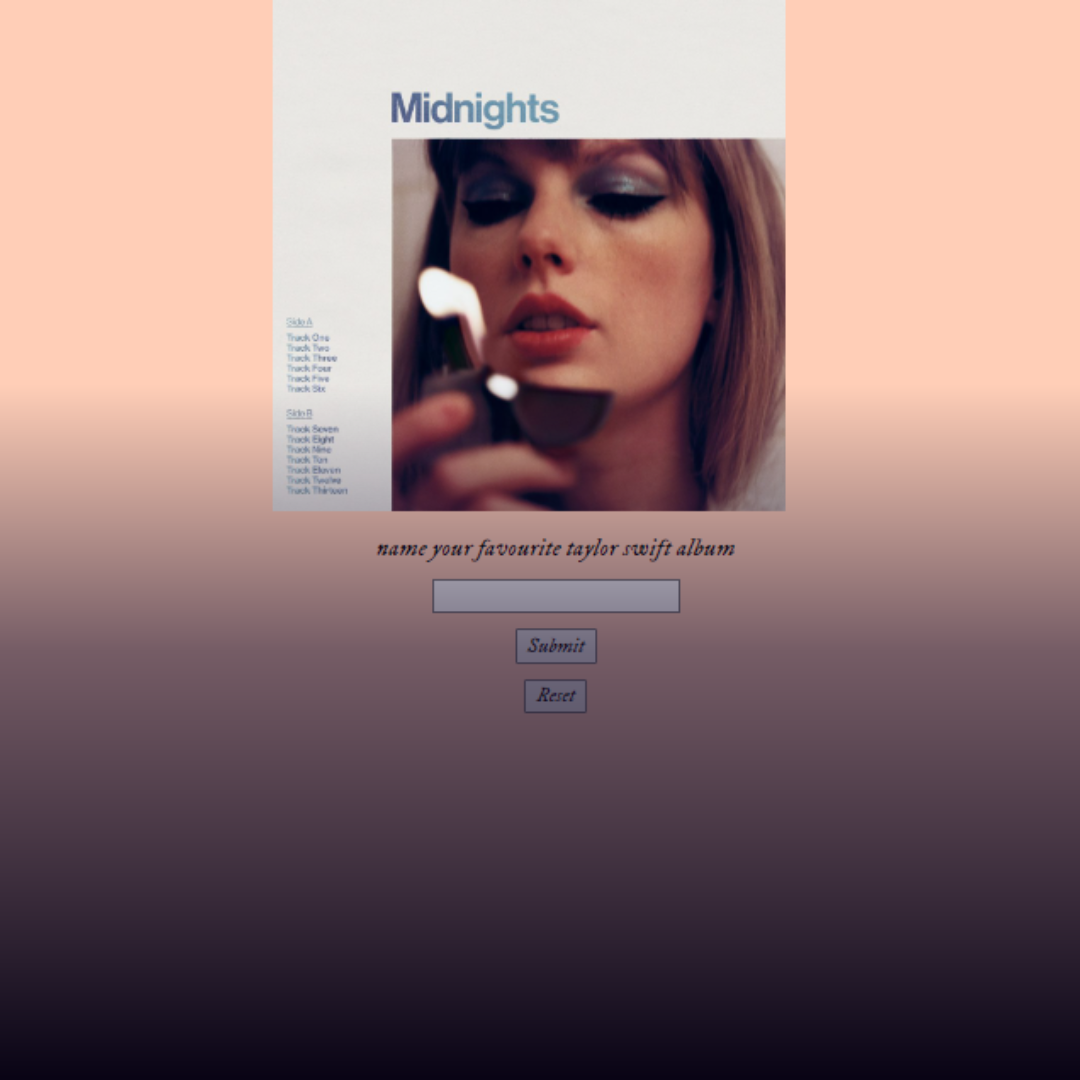 Midnights
Side A
Track One
Track Two
Track Three
Track Four
Track Five
Track Six
Side B
Track Seven
Track Eight
Track Nine
Track Ten
Track Eleven
Track Twelve
Track Thirteen
name your favourite taylor swift album
Submit
Reset